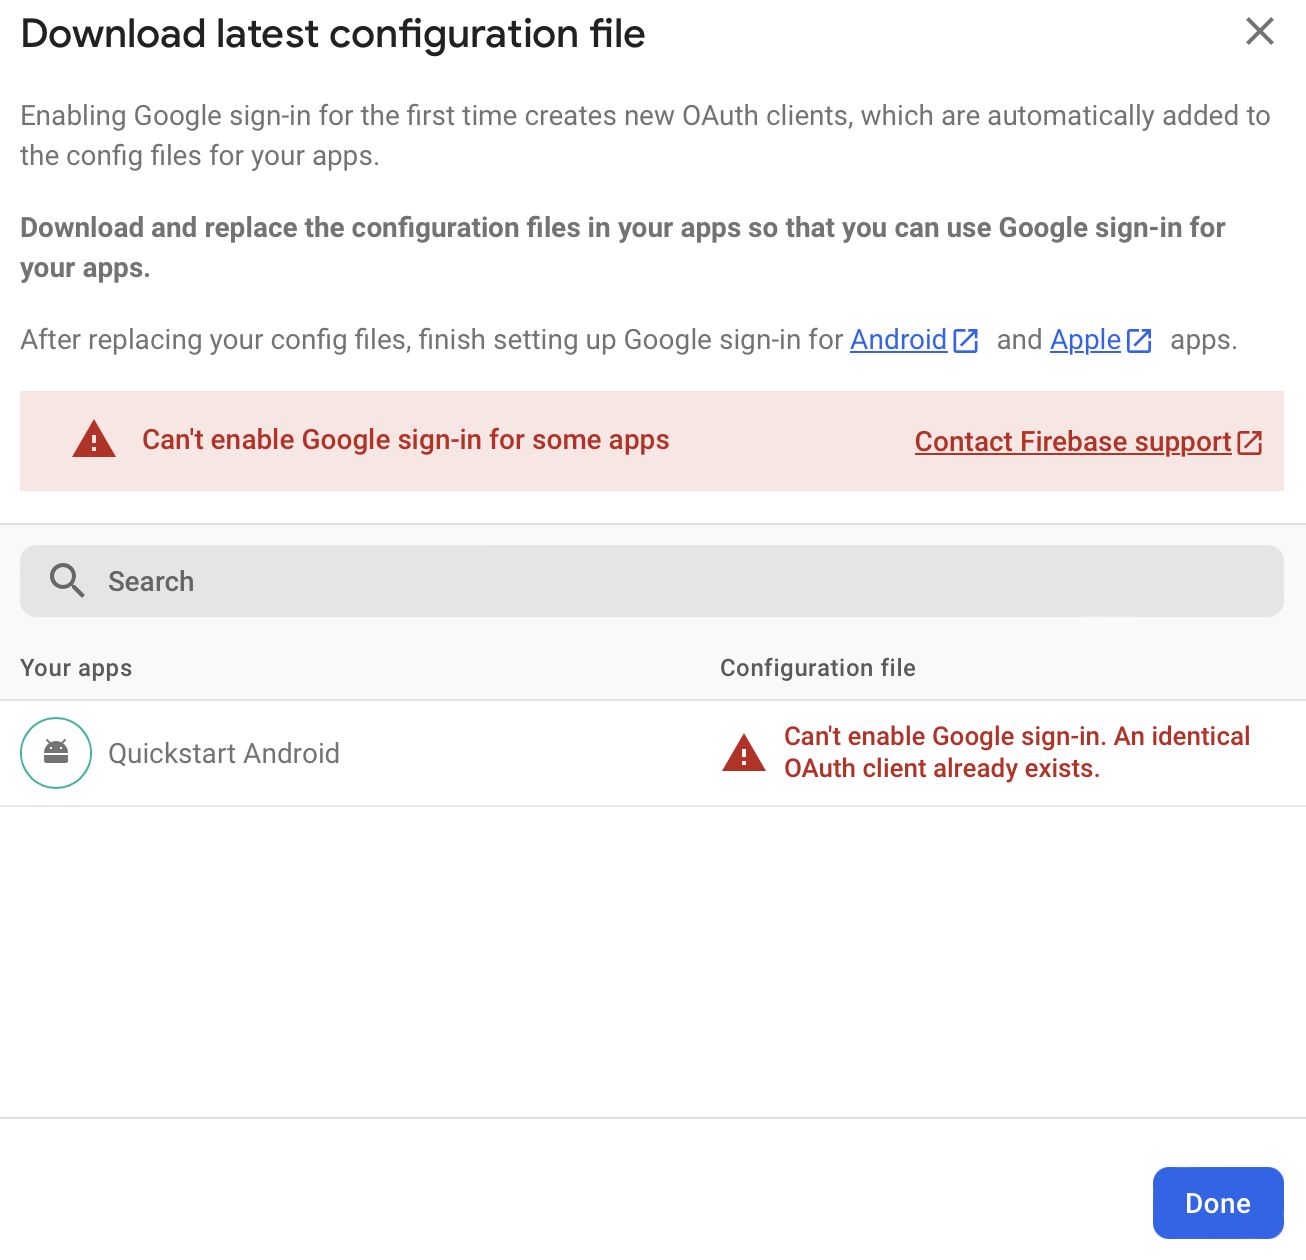 Download latest configuration file
Enabling Google sign-in for the first time creates new OAuth clients, which are automatically added to
the config files for your apps.
Download and replace the configuration files in your apps so that you can use Google sign-in for
your apps.
After replacing your config files, finish setting up Google sign-in for Android and Apple apps.
Can't enable Google sign-in for some apps
Contact Firebase support
Search
Your apps
Configuration file
Quickstart Android
Can't enable Google sign-in. An identical
OAuth client already exists.
Done